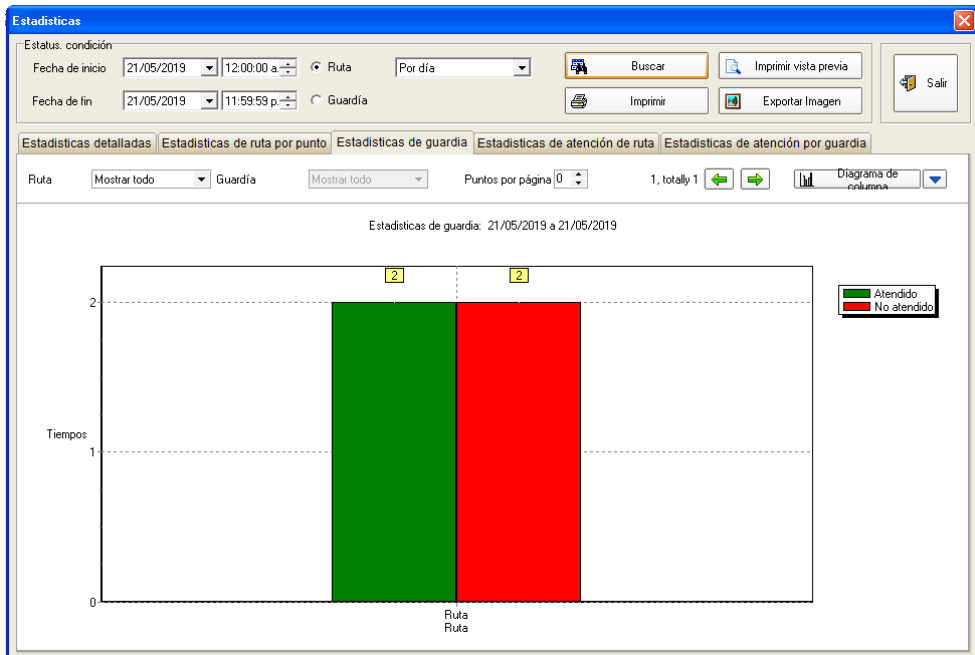 Estadisticas
Estatus. condición
Fecha de inicio 21/05/2019 12:00:00 a. Ruta Por día Buscar Imprimir vista previa
Salir
Fecha de fin 21/05/2019 11:59:59 p. Guardía Imprimir Exportar Imagen
Estadisticas detalladas Estadisticas de ruta por punto Estadisticas de guardia Estadisticas de atención de ruta Estadisticas de atención por guardia
Ruta Mostrar todo Guardía Mostrar todo Puntos por página 0 1, totally 1 Diagrama de
columna
Estadisticas de guardia: 21/05/2019 a 21/05/2019
2 2
Atendido
No atendido
2
Tiempos
1
0
Ruta
Ruta